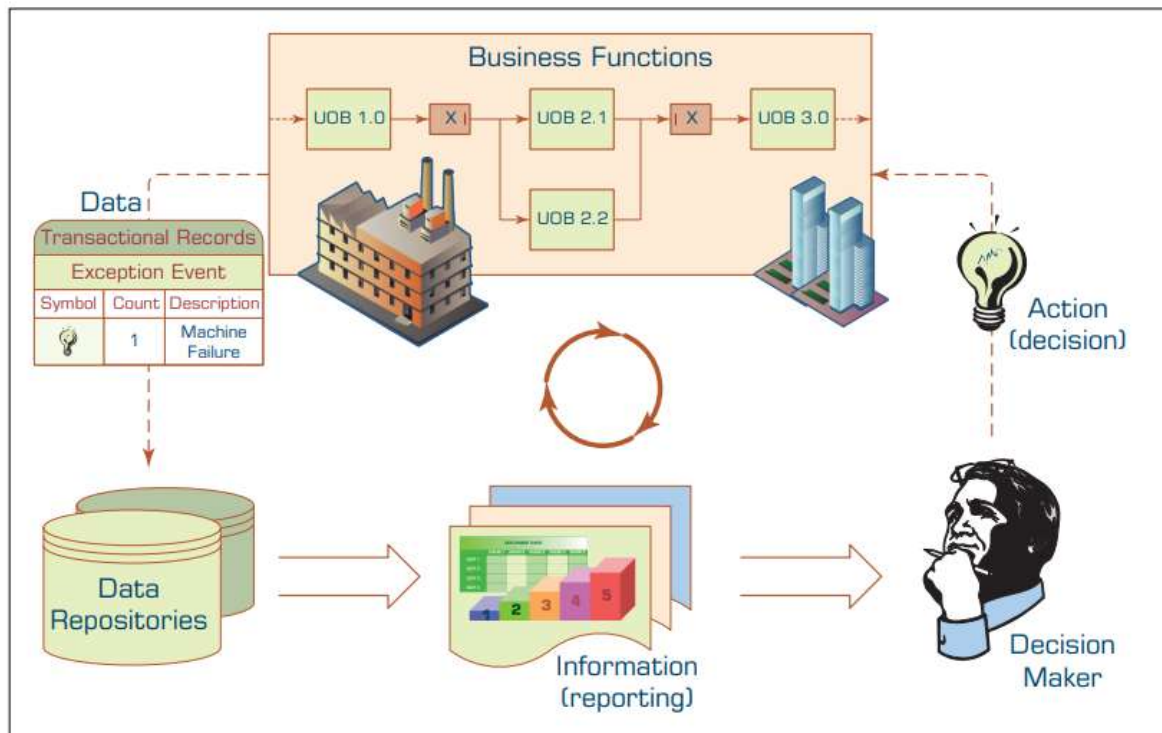 Business Functions
UOB 1.0
X
UOB 2.1
X
UOB 3.0
UOB 2.2
Data
Transactional Records
Exception Event
Symbol Count Description
1 Machine
Failure
Action
(decision)
Data
Repositories
1 2 3 4 5
Information
(reporting)
Decision
Maker